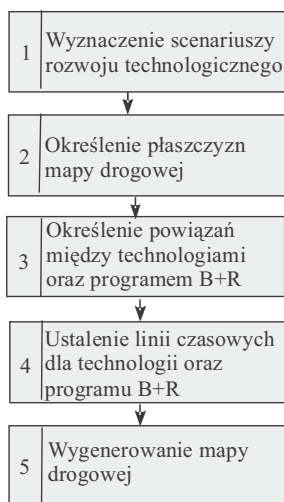 1 Wyznaczenie scenariuszy
rozwoju technologicznego
2 Określenie płaszczyzn
mapy drogowej
Określenie powiązań
3 między technologiami
oraz programem B+R
Ustalenie linii czasowych
4 dla technologii oraz
programu B+R
5 Wygenerowanie mapy
drogowej